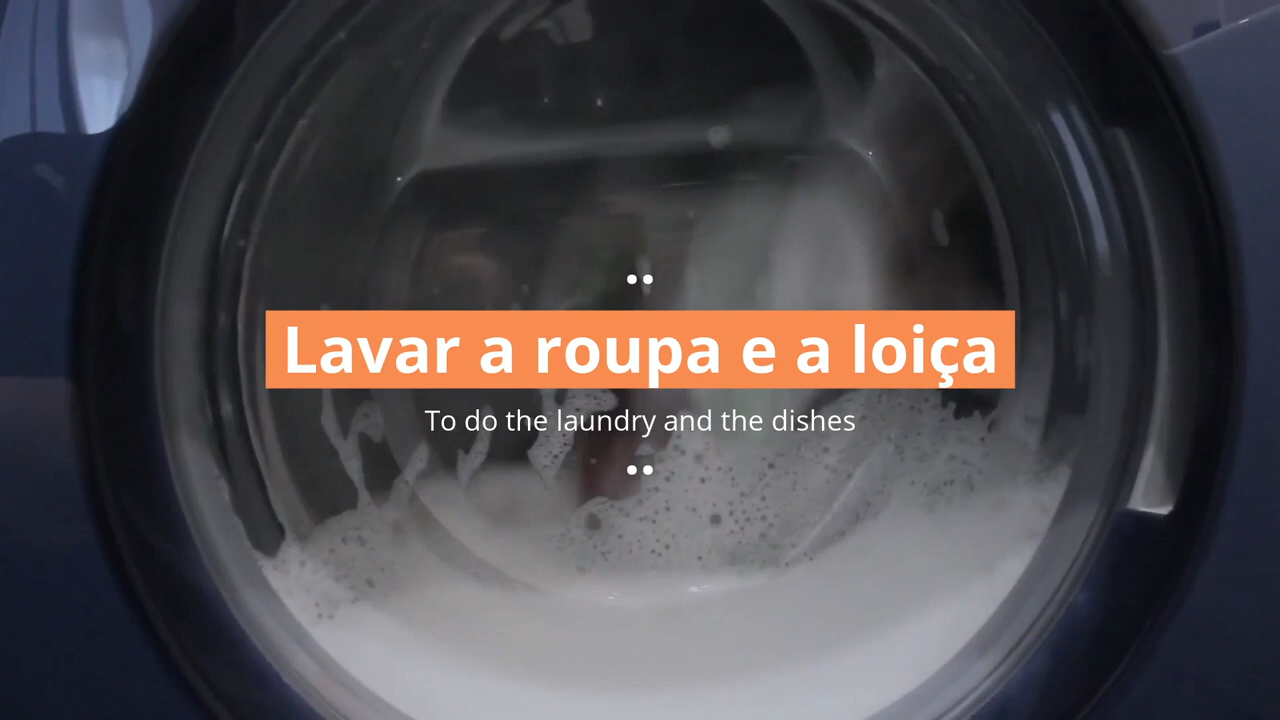 Lavar a roupa e a loiça
To do the laundry and the dishes